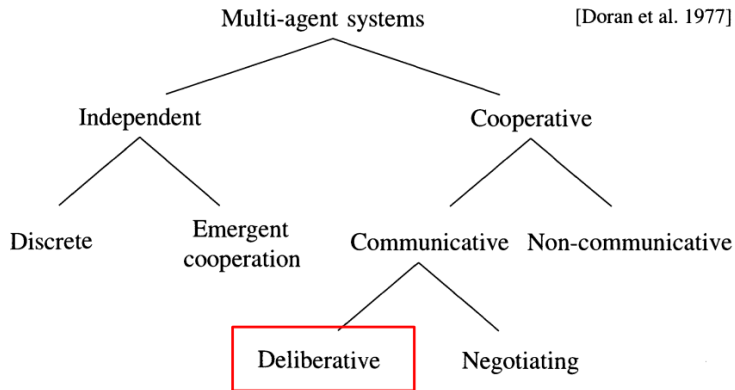 Multi-agent systems
[Doran et al. 1977]
Independent
Cooperative
Discrete
Emergent
cooperation
Communicative
Non-communicative
Deliberative
Negotiating